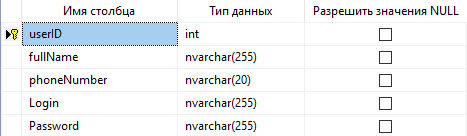 Имя столбца Тип данных Разрешить значения NULL
userID int
fullName nvarchar(255)
phoneNumber nvarchar(20)
Login nvarchar(255)
Password nvarchar(255)